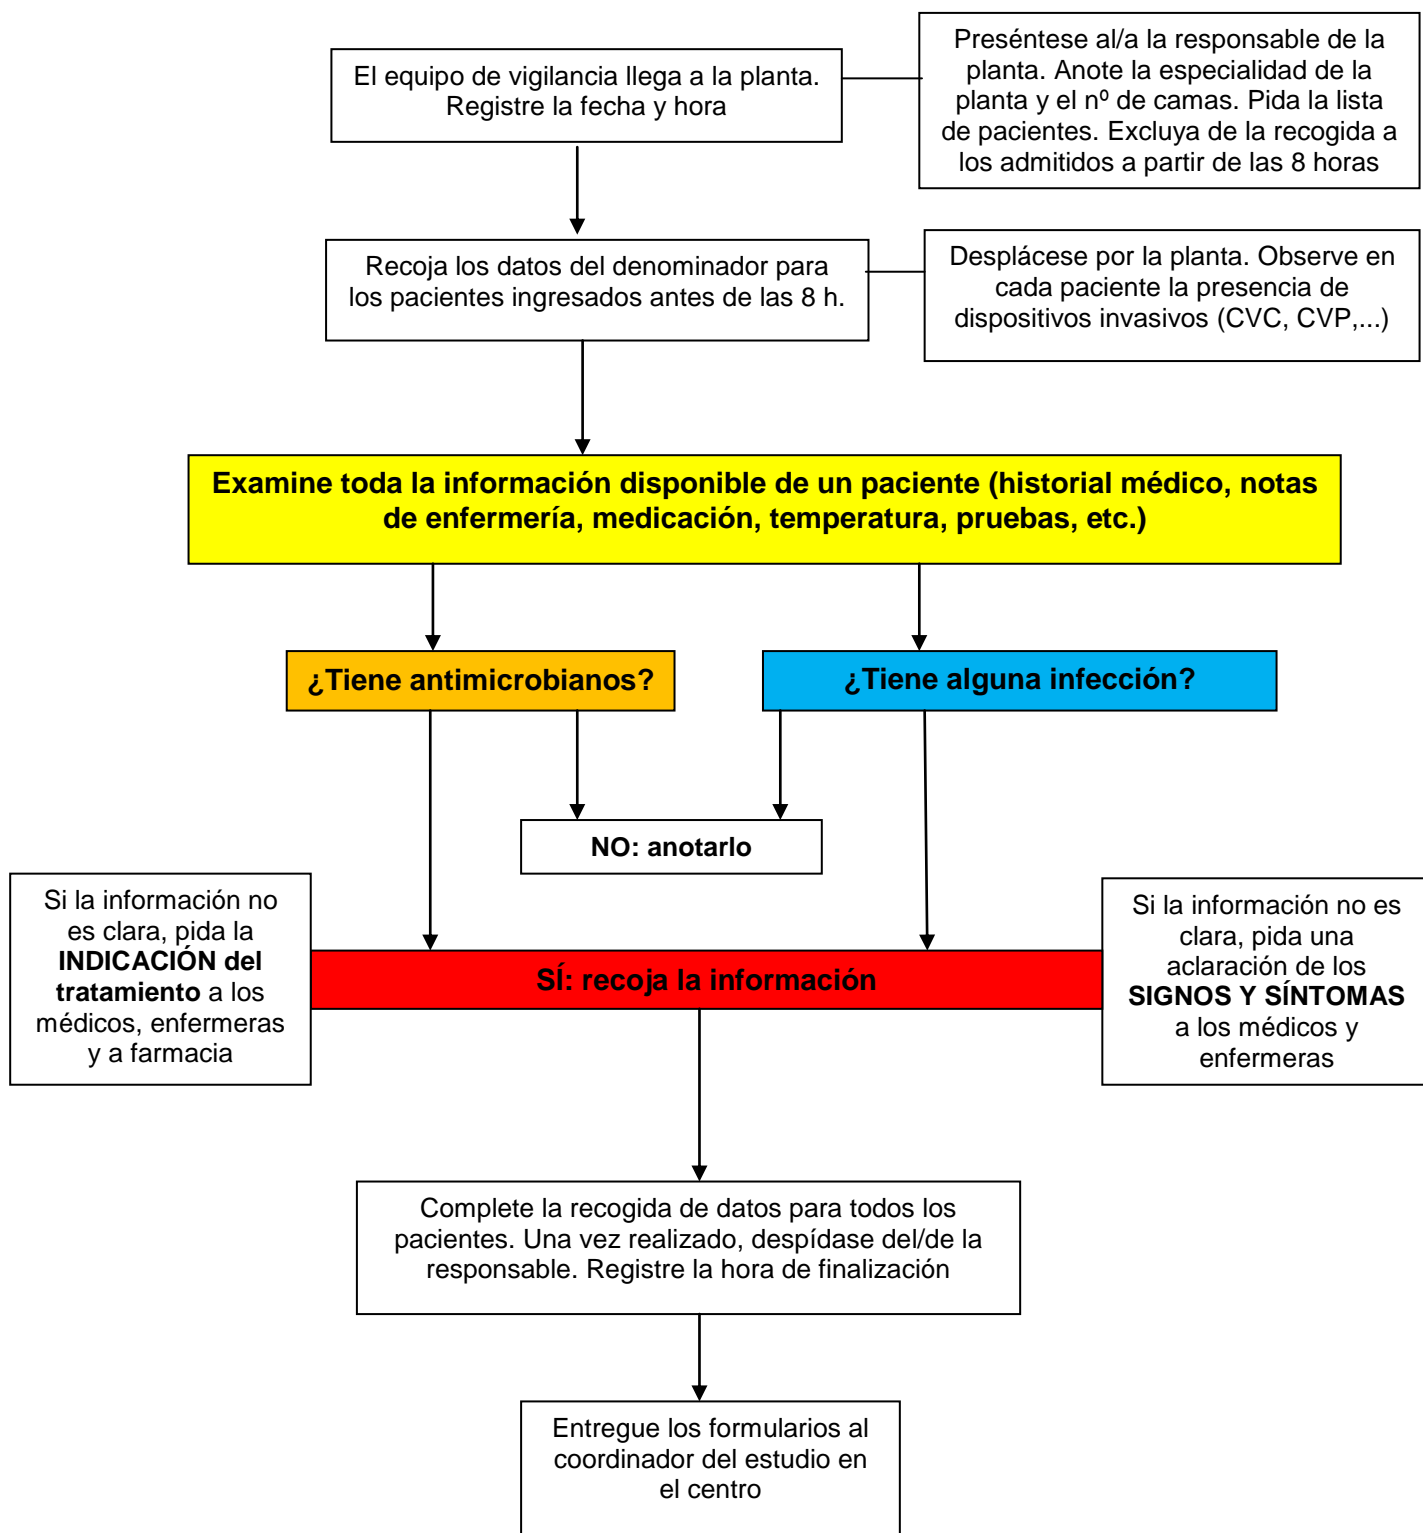 El equipo de vigilancia llega a la planta.
Registre la fecha y hora
Preséntese al/a la responsable de la
planta. Anote la especialidad de la
planta y el nº de camas. Pida la lista
de pacientes. Excluya de la recogida a
los admitidos a partir de las 8 horas
Recoja los datos del denominador para
los pacientes ingresados antes de las 8 h.
Desplácese por la planta. Observe en
cada paciente la presencia de
dispositivos invasivos (CVC, CVP,...)
Examine toda la información disponible de un paciente (historial médico, notas
de enfermería, medicación, temperatura, pruebas, etc.)
¿Tiene antimicrobianos?
¿Tiene alguna infección?
NO: anotarlo
Si la información no
es clara, pida la
INDICACIÓN del
tratamiento a los
médicos, enfermeras
y a farmacia
SÍ: recoja la información
Si la información no es
clara, pida una
aclaración de los
SIGNOS Y SÍNTOMAS
a los médicos y
enfermeras
Complete la recogida de datos para todos los
pacientes. Una vez realizado, despídase del/de la
responsable. Registre la hora de finalización
Entregue los formularios al
coordinador del estudio en
el centro